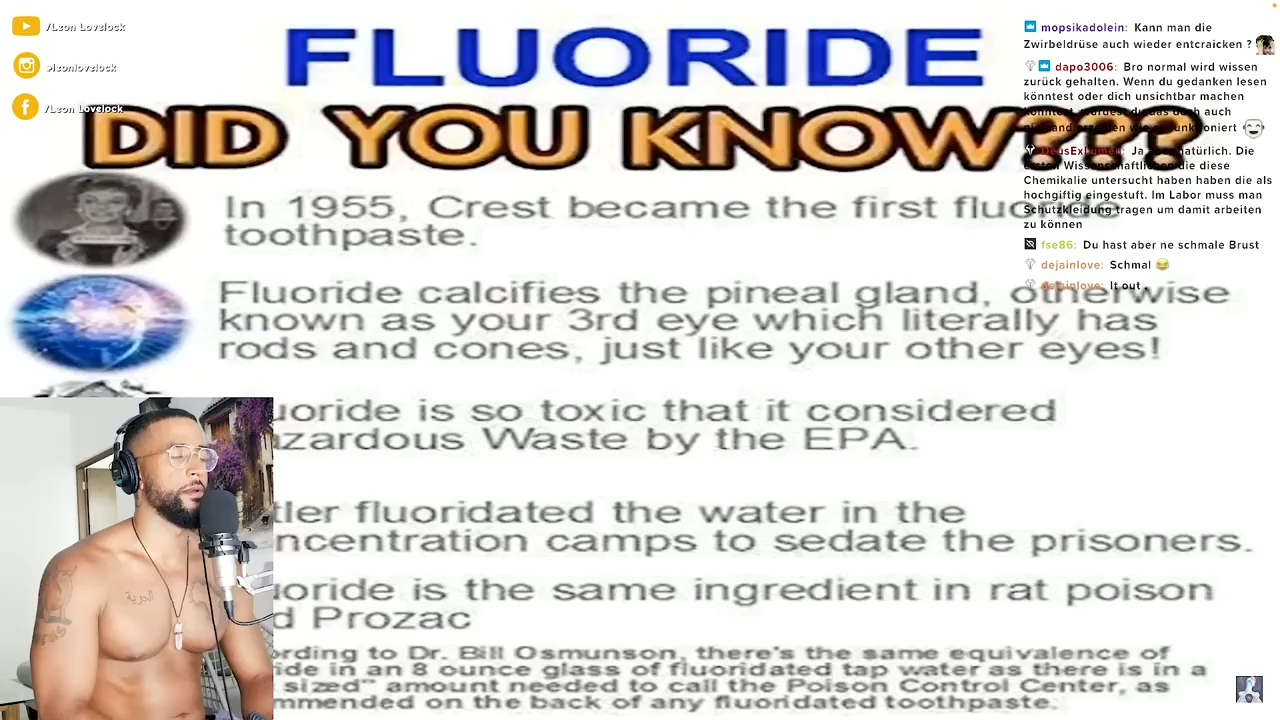 /Leon Lovelock
leonlovelock
/Leon Lovelock
FLUORIDE
DID YOU KNOW??
In 1955, Crest became the first fluoride
toothpaste.
Fluoride calcifies the pineal gland, otherwise
known as your 3rd eye which literally has
rods and cones, just like your other eyes!
uoride is so toxic that it considered
azardous Waste by the EPA.
tler fluoridated the water in the
ncentration camps to sedate the prisoners.
uoride is the same ingredient in rat poison
d Prozac
ording to Dr. Bill Osmunson, there's the same equivalence of
ide in an 8 ounce glass of fluoridated tap water as there is in a
sized" amount needed to call the Poison Control Center, as
mmended on the back of any fluoridated toothpaste.
mopsikadolein: Kann man die
Zwirbeldrüse auch wieder entcraicken ?
dapo3006: Bro normal wird wissen
zurück gehalten. Wenn du gedanken lesen
könntest oder dich unsichtbar machen
auch
Ja natürlich. Die
ersten Wissenschaftlichen die diese
Chemikalie untersucht haben haben die als
hochgiftig eingestuft. Im Labor muss man
Schutzkleidung tragen um damit arbeiten
zu können
fse86: Du hast aber ne schmale Brust
dejainlove: Schmal 😂
dejainlove: It out
الحرية